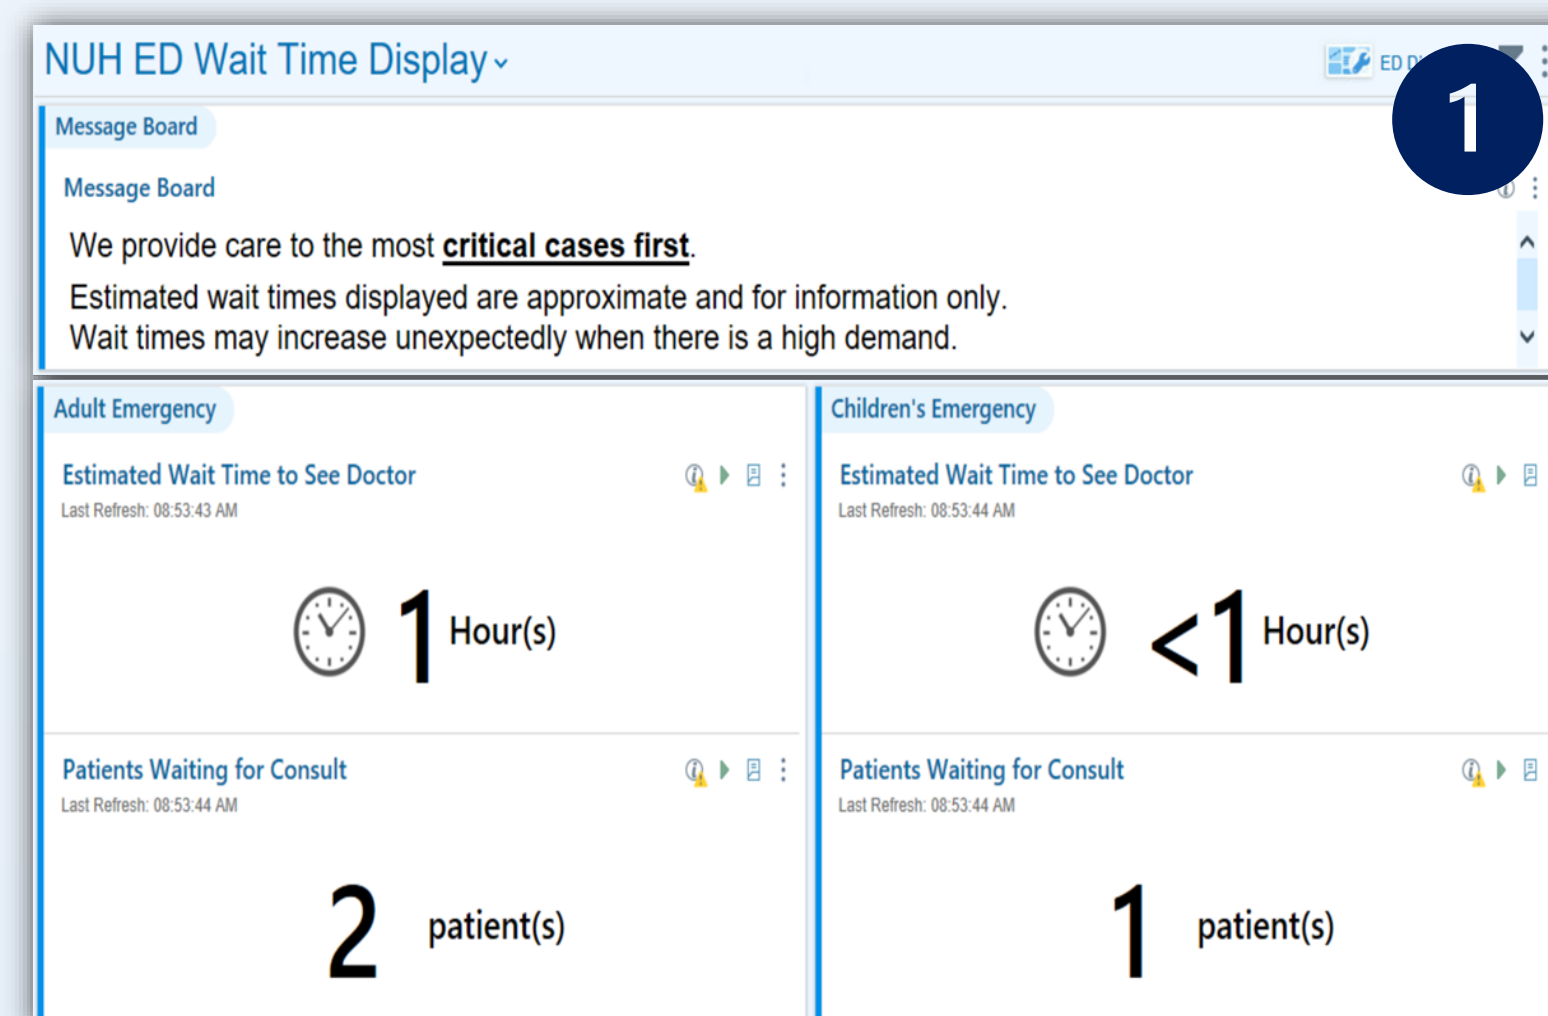 NUH ED Wait Time Display
ED
1
Message Board
Message Board
We provide care to the most critical cases first.
Estimated wait times displayed are approximate and for information only.
Wait times may increase unexpectedly when there is a high demand.
Adult Emergency
Estimated Wait Time to See Doctor
Last Refresh: 08:53:43 AM
1 Hour(s)
Patients Waiting for Consult
Last Refresh: 08:53:44 AM
2 patient(s)
Children's Emergency
Estimated Wait Time to See Doctor
Last Refresh: 08:53:44 AM
<1 Hour(s)
Patients Waiting for Consult
Last Refresh: 08:53:44 AM
1 patient(s)